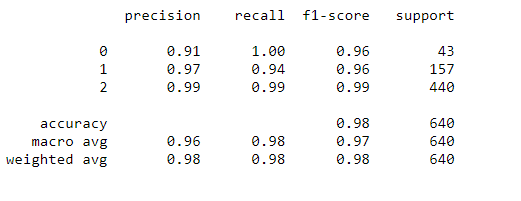 precision recall f1-score support
0 0.91 1.00 0.96 43
1 0.97 0.94 0.96 157
2 0.99 0.99 0.99 440
accuracy 0.98 640
macro avg 0.96 0.98 0.97 640
weighted avg 0.98 0.98 0.98 640